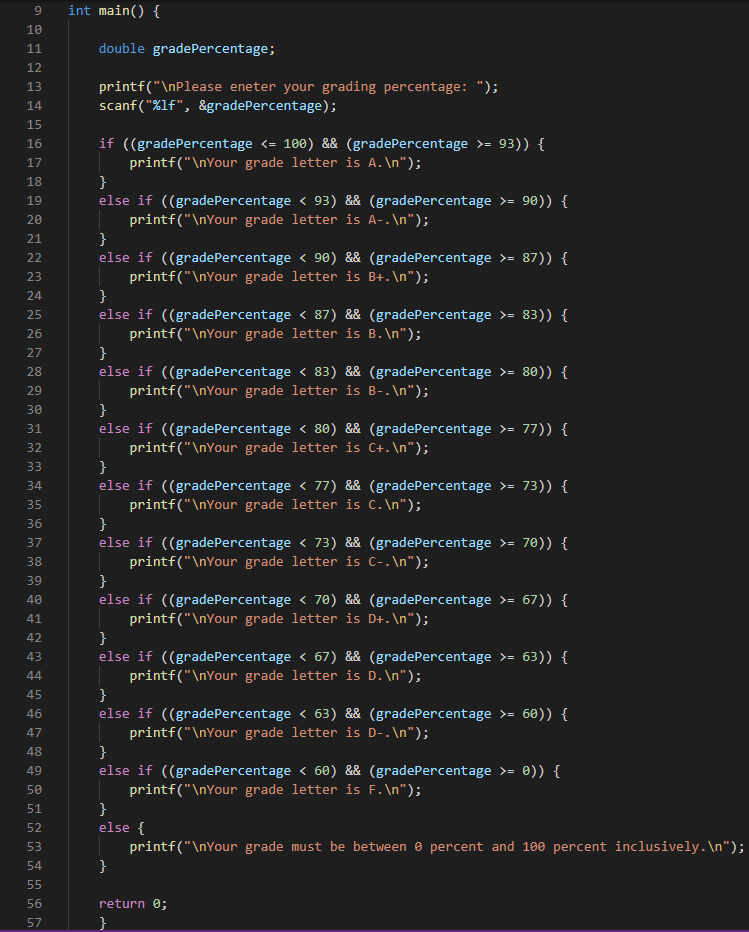 9 int main() {
10
11 double gradePercentage;
12
13 printf("\nPlease eneter your grading percentage: ");
14 scanf("%lf", &gradePercentage);
15
16 if ((gradePercentage <= 100) && (gradePercentage >= 93)) {
17 printf("\nYour grade letter is A.\n");
18 }
19 else if ((gradePercentage < 93) && (gradePercentage >= 90)) {
20 printf("\nYour grade letter is A-.\n");
21 }
22 else if ((gradePercentage < 90) && (gradePercentage >= 87)) {
23 printf("\nYour grade letter is B+.\n");
24 }
25 else if ((gradePercentage < 87) && (gradePercentage >= 83)) {
26 printf("\nYour grade letter is B.\n");
27 }
28 else if ((gradePercentage < 83) && (gradePercentage >= 80)) {
29 printf("\nYour grade letter is B-.\n");
30 }
31 else if ((gradePercentage < 80) && (gradePercentage >= 77)) {
32 printf("\nYour grade letter is C+.\n");
33 }
34 else if ((gradePercentage < 77) && (gradePercentage >= 73)) {
35 printf("\nYour grade letter is C.\n");
36 }
37 else if ((gradePercentage < 73) && (gradePercentage >= 70)) {
38 printf("\nYour grade letter is C-.\n");
39 }
40 else if ((gradePercentage < 70) && (gradePercentage >= 67)) {
41 printf("\nYour grade letter is D+.\n");
42 }
43 else if ((gradePercentage < 67) && (gradePercentage >= 63)) {
44 printf("\nYour grade letter is D.\n");
45 }
46 else if ((gradePercentage < 63) && (gradePercentage >= 60)) {
47 printf("\nYour grade letter is D-.\n");
48 }
49 else if ((gradePercentage < 60) && (gradePercentage >= 0)) {
50 printf("\nYour grade letter is F.\n");
51 }
52 else {
53 printf("\nYour grade must be between 0 percent and 100 percent inclusively.\n");
54 }
55
56 return 0;
57 }